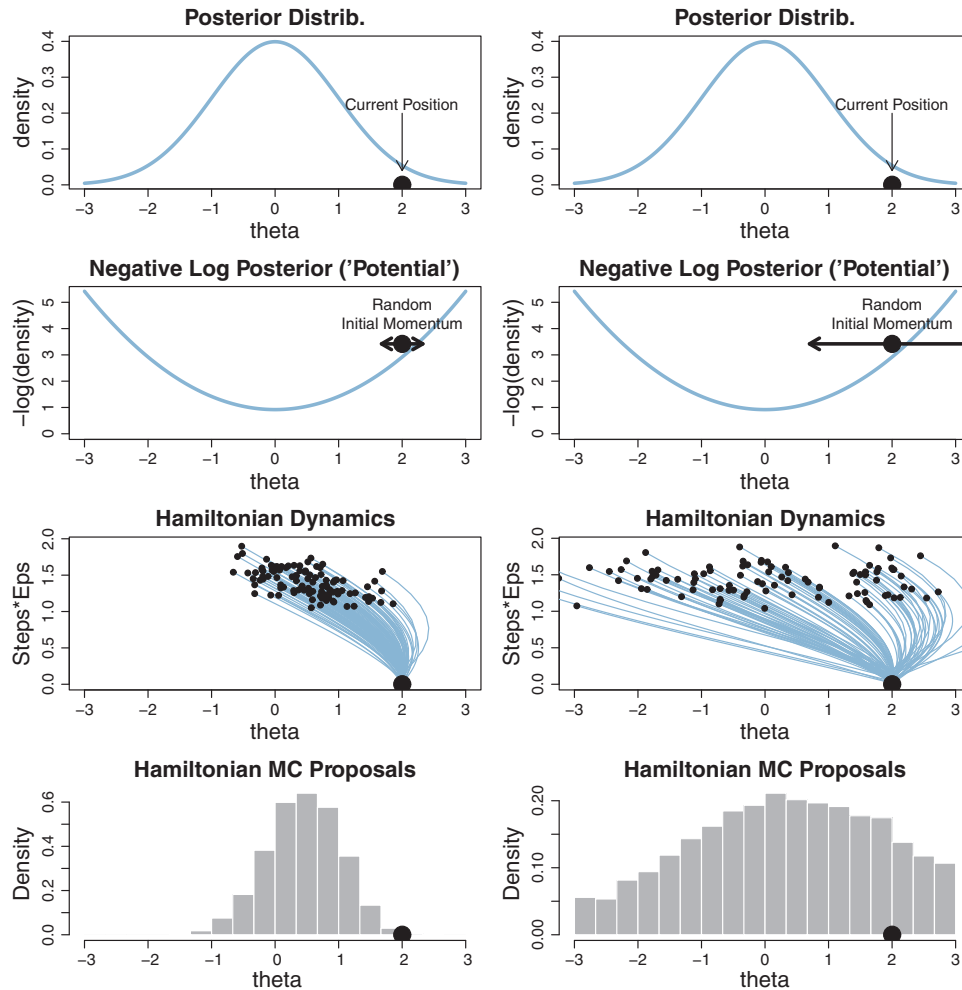 Posterior Distrib.
density
0.0 0.1 0.2 0.3 0.4
Current Position
−3 −2 −1 0 1 2 3
theta
Posterior Distrib.
density
0.0 0.1 0.2 0.3 0.4
Current Position
−3 −2 −1 0 1 2 3
theta
Negative Log Posterior ('Potential')
−log(density)
0 1 2 3 4 5
Random
Initial Momentum
−3 −2 −1 0 1 2 3
theta
Negative Log Posterior ('Potential')
−log(density)
0 1 2 3 4 5
Random
Initial Momentum
−3 −2 −1 0 1 2 3
theta
Hamiltonian Dynamics
Steps*Eps
0.0 0.5 1.0 1.5 2.0
−3 −2 −1 0 1 2 3
theta
Hamiltonian Dynamics
Steps*Eps
0.0 0.5 1.0 1.5 2.0
−3 −2 −1 0 1 2 3
theta
Hamiltonian MC Proposals
Density
0.0 0.2 0.4 0.6
−3 −2 −1 0 1 2 3
theta
Hamiltonian MC Proposals
Density
0.00 0.10 0.20
−3 −2 −1 0 1 2 3
theta